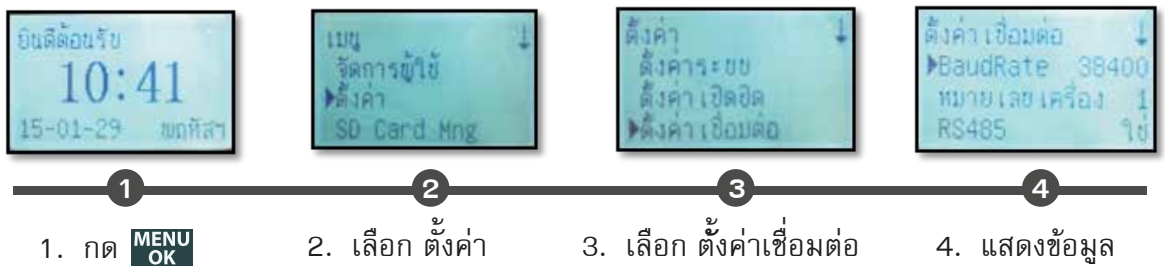 ยินดีต้อนรับ
10:41
15-01-29 พฤหัสฯ
เมนู ↓
จัดการผู้ใช้
▶ตั้งค่า
SD Card Mng
ตั้งค่า ↓
ตั้งค่าระบบ
ตั้งค่าเปิดปิด
▶ตั้งค่าเชื่อมต่อ
ตั้งค่าเชื่อมต่อ ↓
▶BaudRate 38400
หมายเลขเครื่อง 1
RS485 ใช่
1
2
3
4
1. กด MENU OK
2. เลือก ตั้งค่า
3. เลือก ตั้งค่าเชื่อมต่อ
4. แสดงข้อมูล